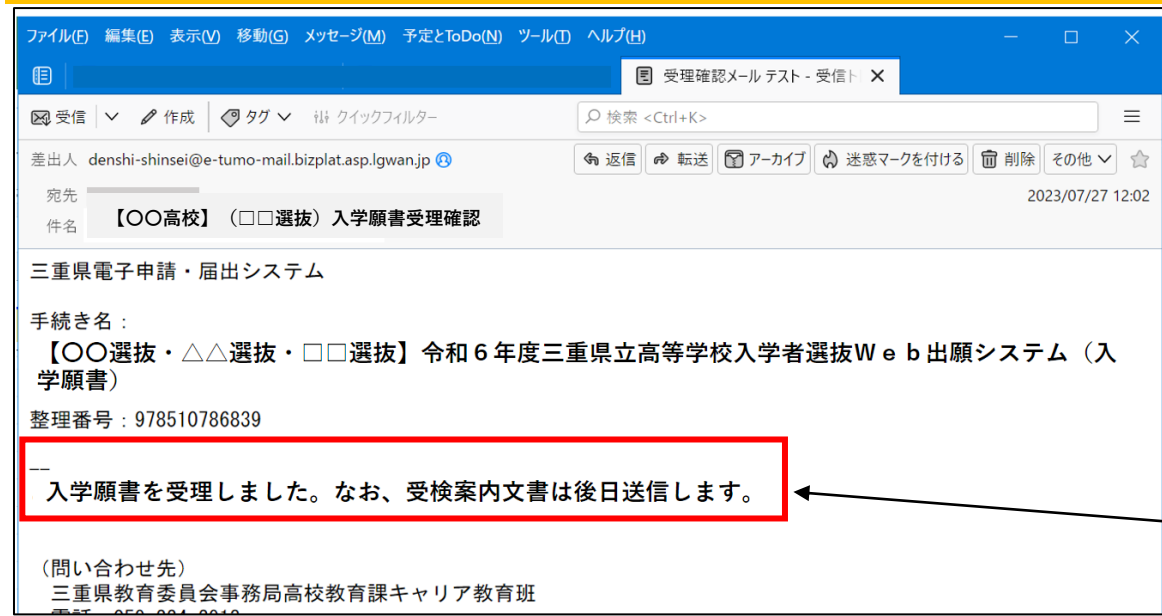 ファイル(F) 編集(E) 表示(V) 移動(G) メッセージ(M) 予定とToDo(N) ツール(T) ヘルプ(H)
受理確認メール テスト - 受信ト
受信 作成 タグ クイックフィルター 検索 <Ctrl+K>
差出人 denshi-shinsei@e-tumo-mail.bizplat.asp.lgwan.jp 返信 転送 アーカイブ 迷惑マークを付ける 削除 その他
宛先 2023/07/27 12:02
件名 【〇〇高校】（□□選抜）入学願書受理確認
三重県電子申請・届出システム
手続き名：
【〇〇選抜・△△選抜・□□選抜】令和６年度三重県立高等学校入学者選抜Ｗｅｂ出願システム（入
学願書）
整理番号：978510786839
入学願書を受理しました。なお、受検案内文書は後日送信します。
（問い合わせ先）
三重県教育委員会事務局高校教育課キャリア教育班